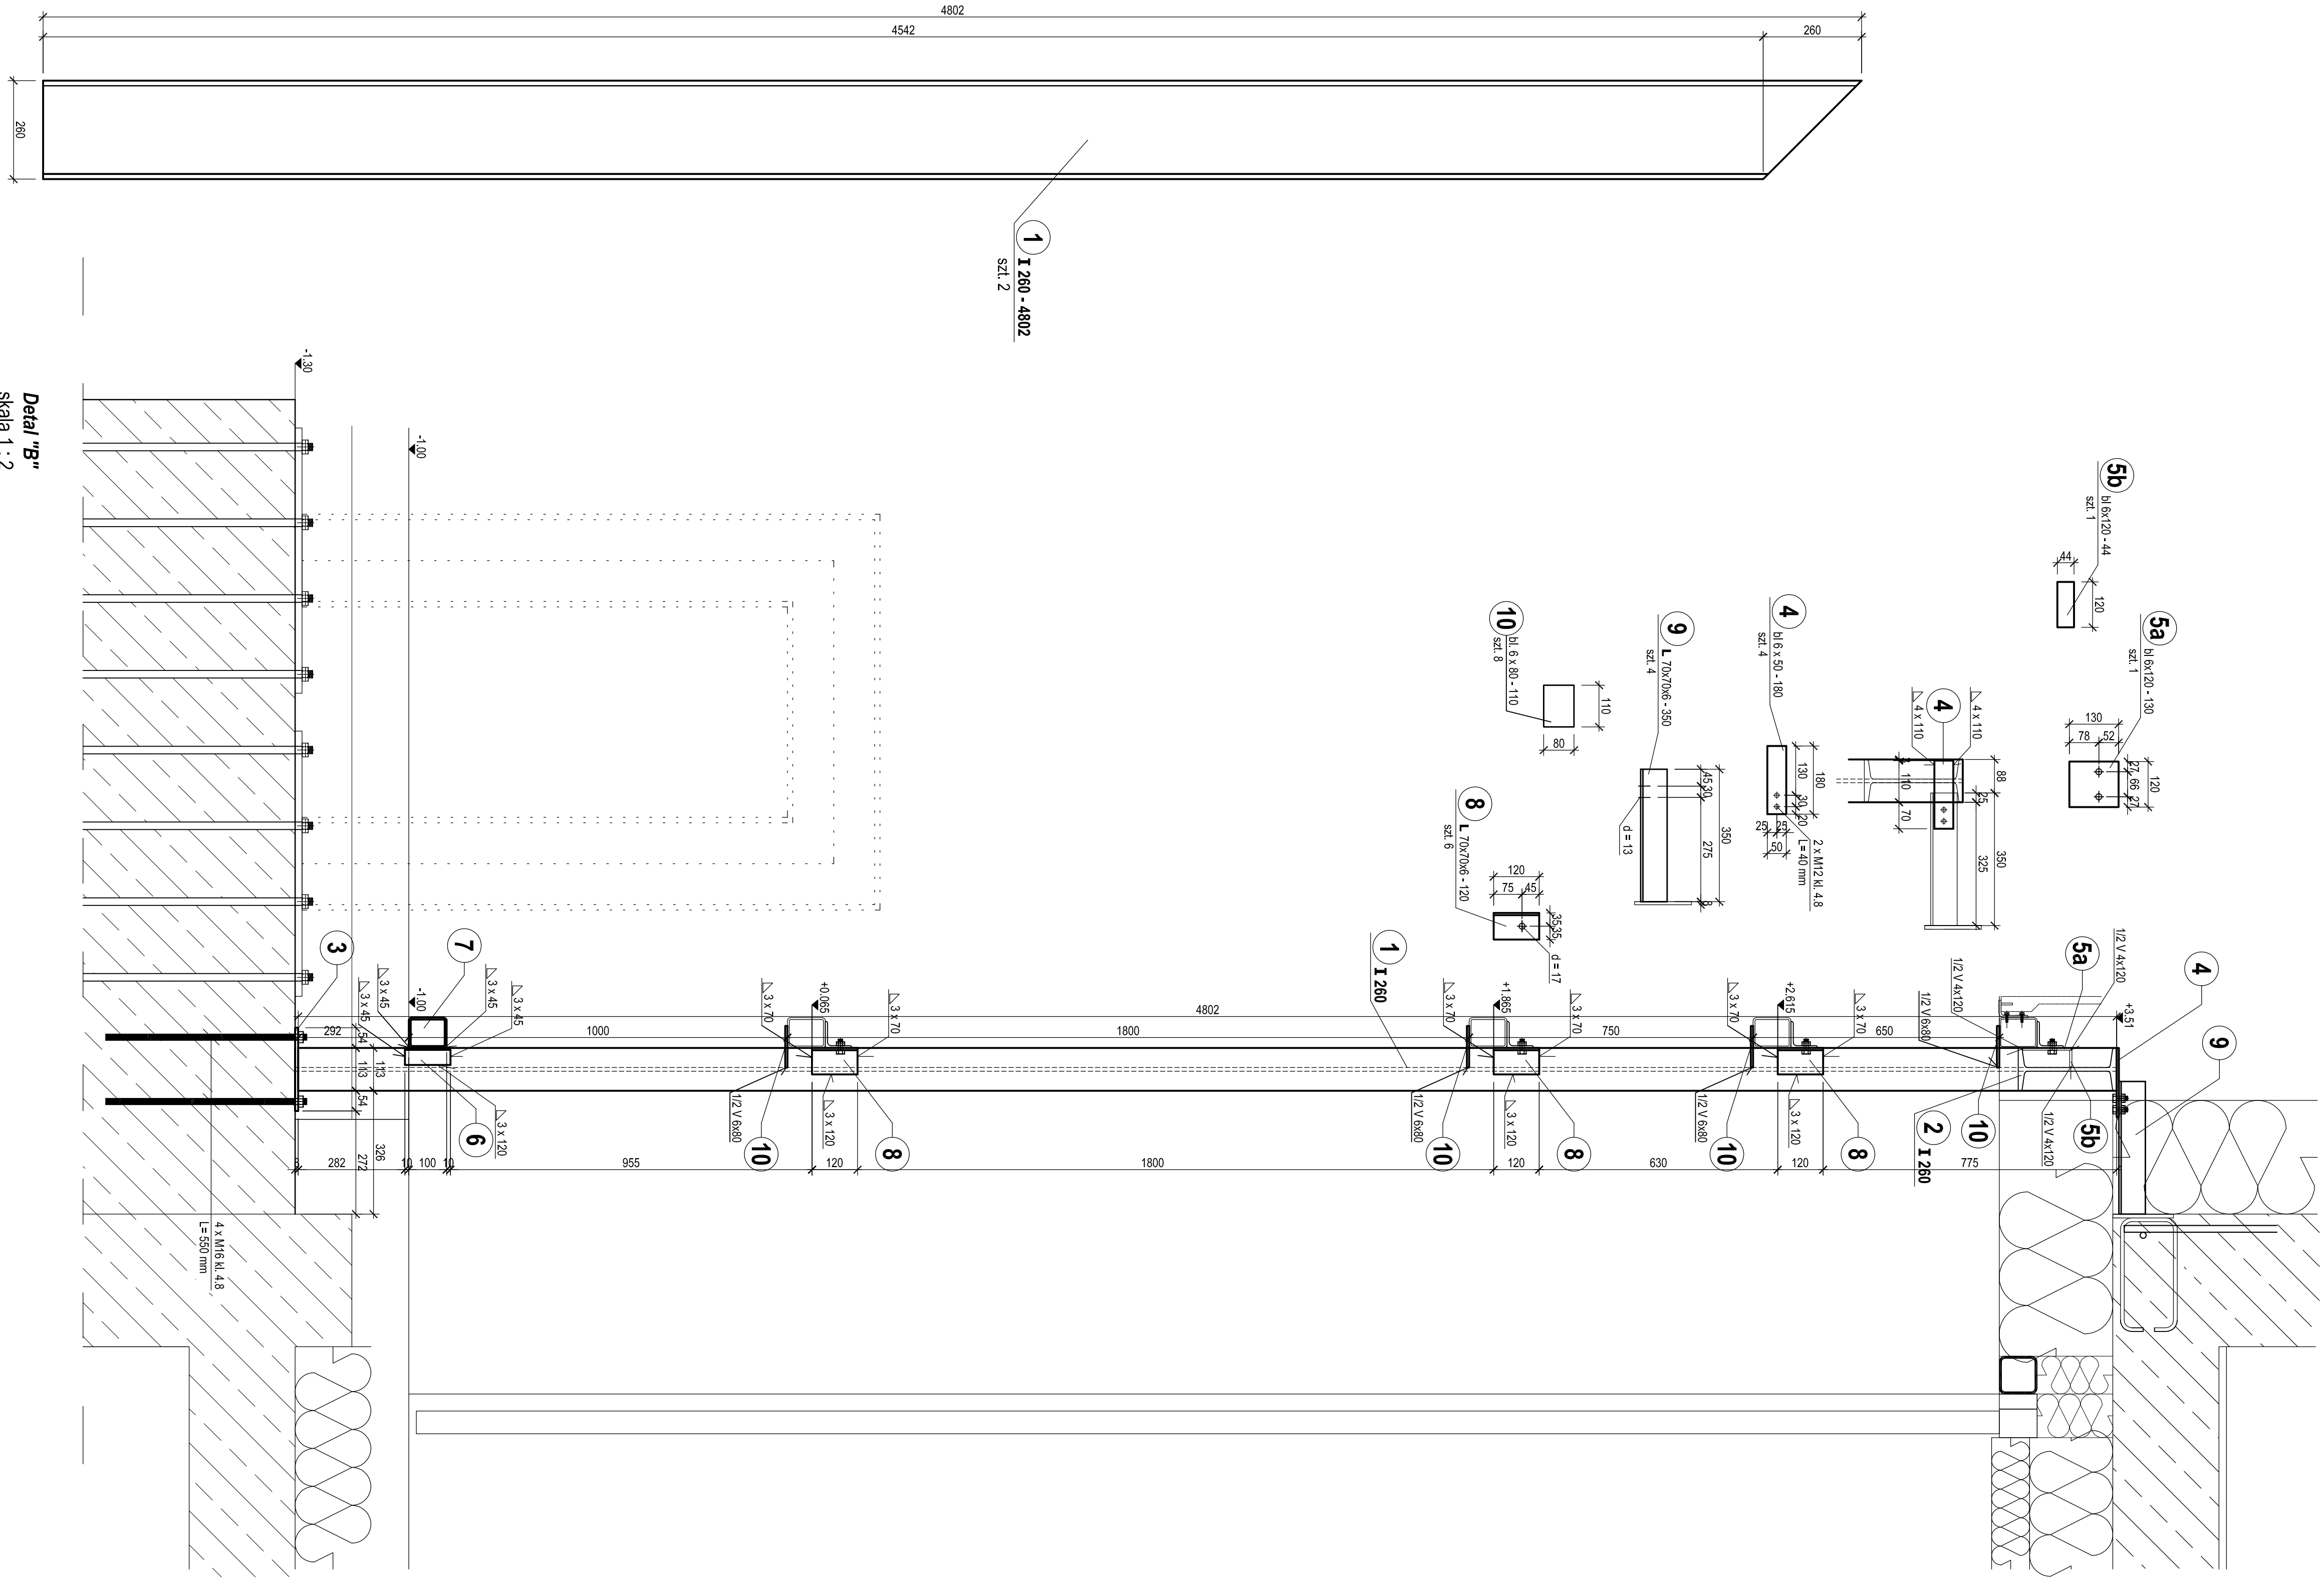 4802
4542
260
260
1 I 260 - 4802
szt. 2
Detal "B"
skala 1 : 2
-1.30
-1.00
5b bl 6x120 - 44
szt. 1
44
120
5a bl 6x120 - 130
szt. 1
130
78
52
27
66
27
120
4
4 x 110
4 x 110
88
25
350
325
110
70
4 bl 6 x 50 - 180
szt. 4
180
130
30
20
25
25
50
2 x M12 kl. 4.8
L= 40 mm
9 L 70x70x6 - 350
szt. 4
45
30
350
275
8
d = 13
10 bl. 6 x 80 - 110
szt. 8
110
80
8 L 70x70x6 - 120
szt. 6
120
75
45
35
35
d = 17
1 I 260
3
7
-1.00
3 x 45
3 x 45
3 x 45
3 x 45
3 x 120
6
+0.065
3 x 70
3 x 70
3 x 120
1/2 V 6x80
10
8
+1.865
3 x 70
3 x 70
3 x 120
1/2 V 6x80
10
8
+2.615
3 x 70
3 x 70
3 x 120
1/2 V 6x80
10
8
5a
1/2 V 4x120
1/2 V 4x120
1/2 V 6x80
1/2 V 4x120
4
+3.51
9
5b
10
2 I 260
4802
292
1000
1800
750
650
54
113
54
113
326
272
282
10
100
10
955
120
1800
120
630
120
775
4 x M16 kl. 4.8
L= 550 mm